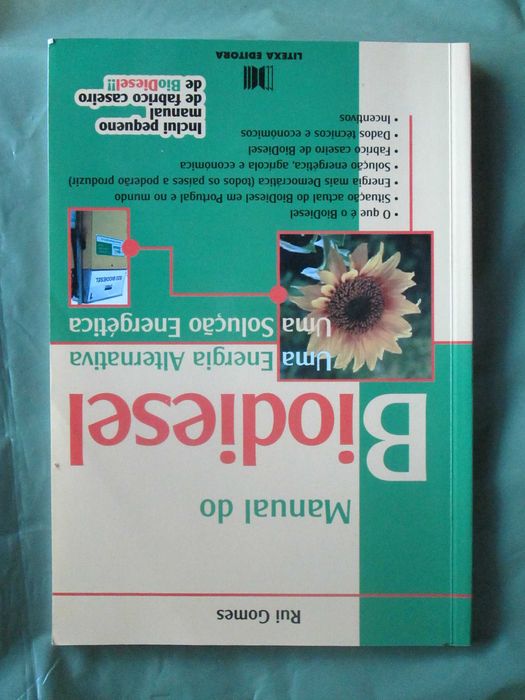 Rui Gomes
Manual do
Biodiesel
Uma Energia Alternativa
Uma Solução Energética
• O que é o BioDiesel
• Situação actual do BioDiesel em Portugal e no mundo
• Energia mais Democrática (todos os países a poderão produzir)
• Solução energética, agrícola e económica
• Fabrico caseiro de BioDiesel
• Dados técnicos e económicos
• Incentivos
Inclui pequeno
manual
de fabrico caseiro
de BioDiesel!!
LITEXA EDITORA